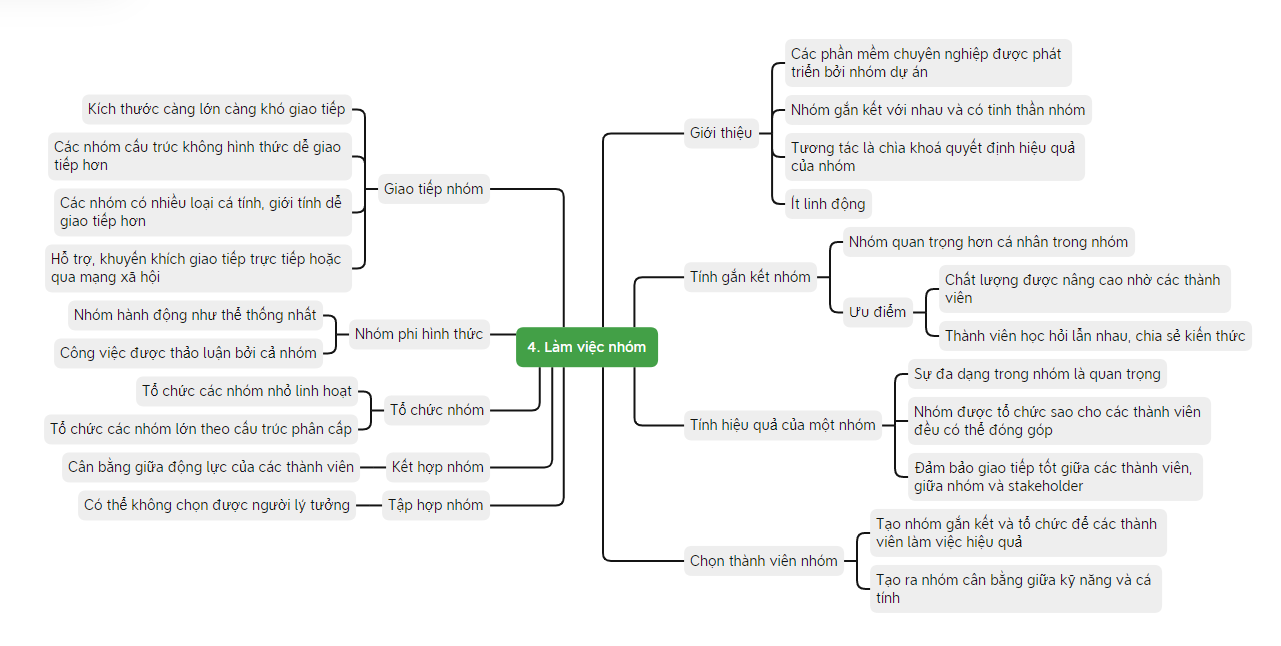 4. Làm việc nhóm
Giới thiệu
Các phần mềm chuyên nghiệp được phát
triển bởi nhóm dự án
Nhóm gắn kết với nhau và có tinh thần nhóm
Tương tác là chìa khoá quyết định hiệu quả
của nhóm
Ít linh động
Tính gắn kết nhóm
Nhóm quan trọng hơn cá nhân trong nhóm
Ưu điểm
Chất lượng được nâng cao nhờ các thành
viên
Thành viên học hỏi lẫn nhau, chia sẻ kiến thức
Tính hiệu quả của một nhóm
Sự đa dạng trong nhóm là quan trọng
Nhóm được tổ chức sao cho các thành viên
đều có thể đóng góp
Đảm bảo giao tiếp tốt giữa các thành viên,
giữa nhóm và stakeholder
Chọn thành viên nhóm
Tạo nhóm gắn kết và tổ chức để các thành
viên làm việc hiệu quả
Tạo ra nhóm cân bằng giữa kỹ năng và cá
tính
Giao tiếp nhóm
Kích thước càng lớn càng khó giao tiếp
Các nhóm cấu trúc không hình thức dễ giao
tiếp hơn
Các nhóm có nhiều loại cá tính, giới tính dễ
giao tiếp hơn
Hỗ trợ, khuyến khích giao tiếp trực tiếp hoặc
qua mạng xã hội
Nhóm phi hình thức
Nhóm hành động như thể thống nhất
Công việc được thảo luận bởi cả nhóm
Tổ chức nhóm
Tổ chức các nhóm nhỏ linh hoạt
Tổ chức các nhóm lớn theo cấu trúc phân cấp
Kết hợp nhóm
Cân bằng giữa động lực của các thành viên
Tập hợp nhóm
Có thể không chọn được người lý tưởng